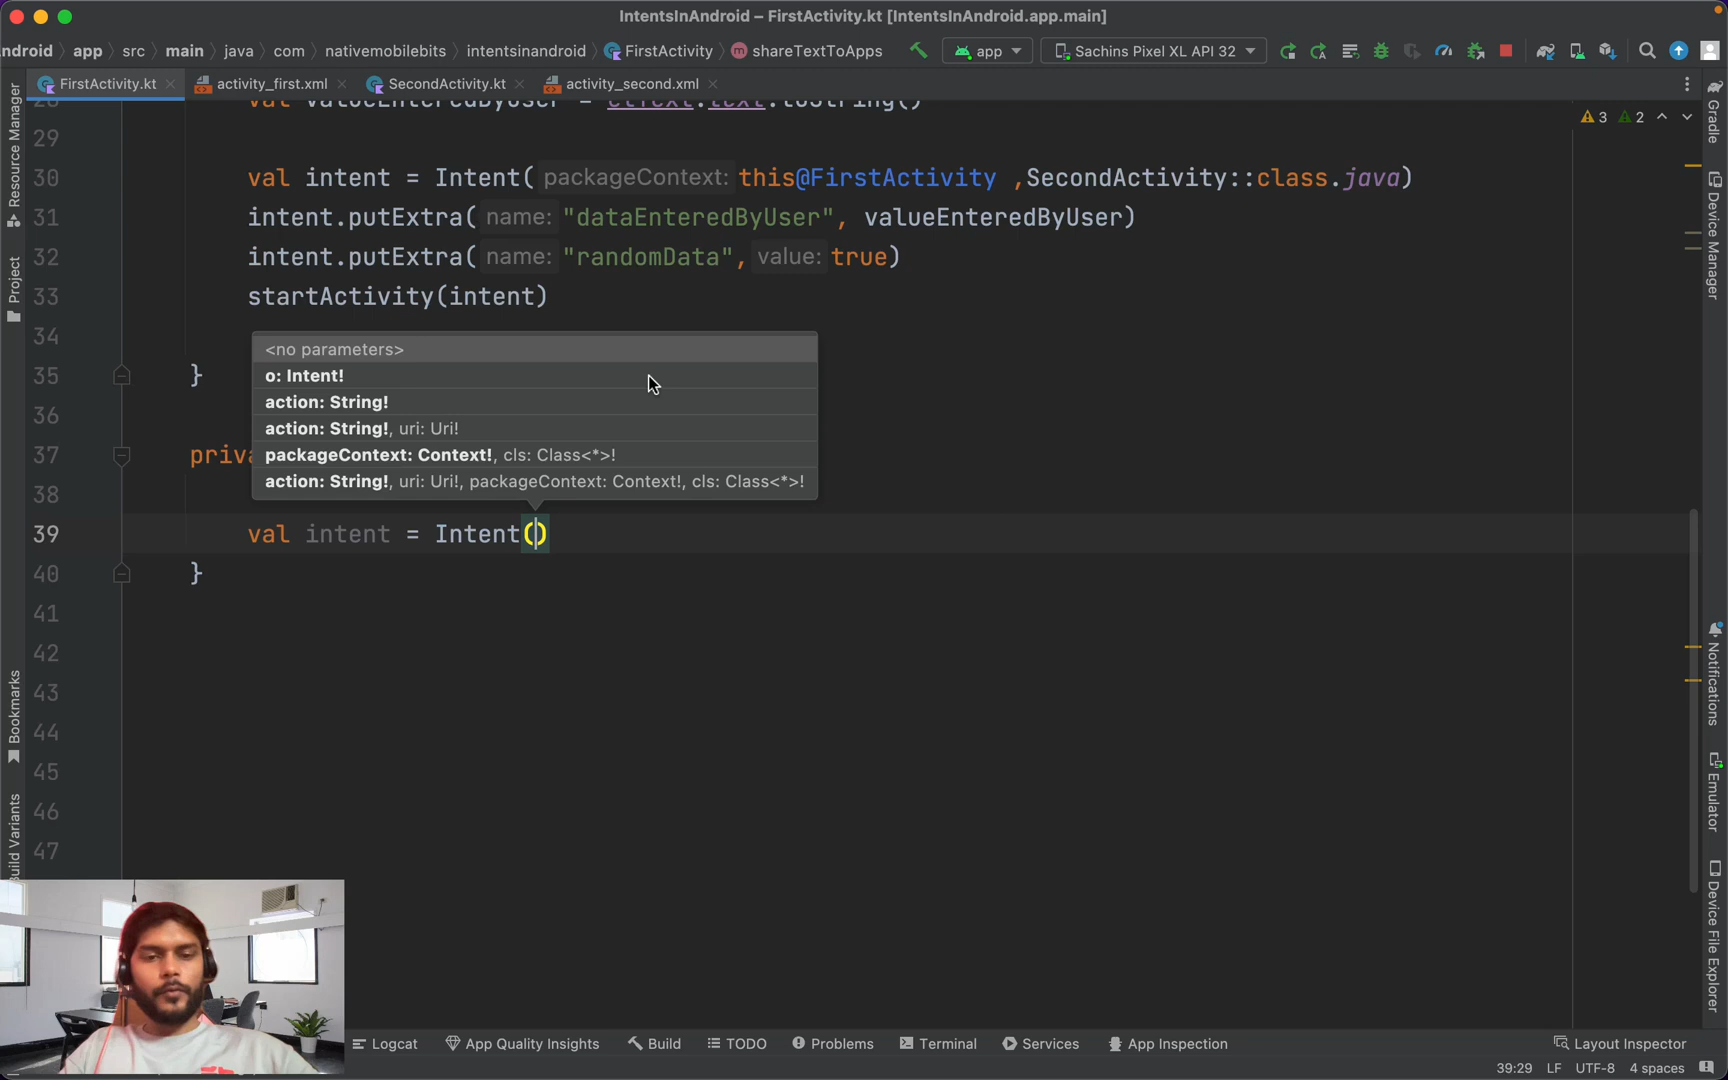 IntentsInAndroid – FirstActivity.kt [IntentsInAndroid.app.main]
ndroid app src main java com nativemobilebits intentsinandroid FirstActivity shareTextToApps app Sachins Pixel XL API 32
FirstActivity.kt activity_first.xml SecondActivity.kt activity_second.xml
3 2
29
30 val intent = Intent( packageContext: this@FirstActivity ,SecondActivity::class.java)
31 intent.putExtra( name: "dataEnteredByUser", valueEnteredByUser)
32 intent.putExtra( name: "randomData", value: true)
33 startActivity(intent)
34
<no parameters>
35 }
o: Intent!
action: String!
36
action: String!, uri: Uri!
37 priva
packageContext: Context!, cls: Class<*>!
action: String!, uri: Uri!, packageContext: Context!, cls: Class<*>!
38
39 val intent = Intent()
40 }
41
42
43
44
45
46
47
Resource Manager
Project
Bookmarks
Build Variants
Gradle
Device Manager
Notifications
Emulator
Device File Explorer
Logcat App Quality Insights Build TODO Problems Terminal Services App Inspection Layout Inspector
39:29 LF UTF-8 4 spaces